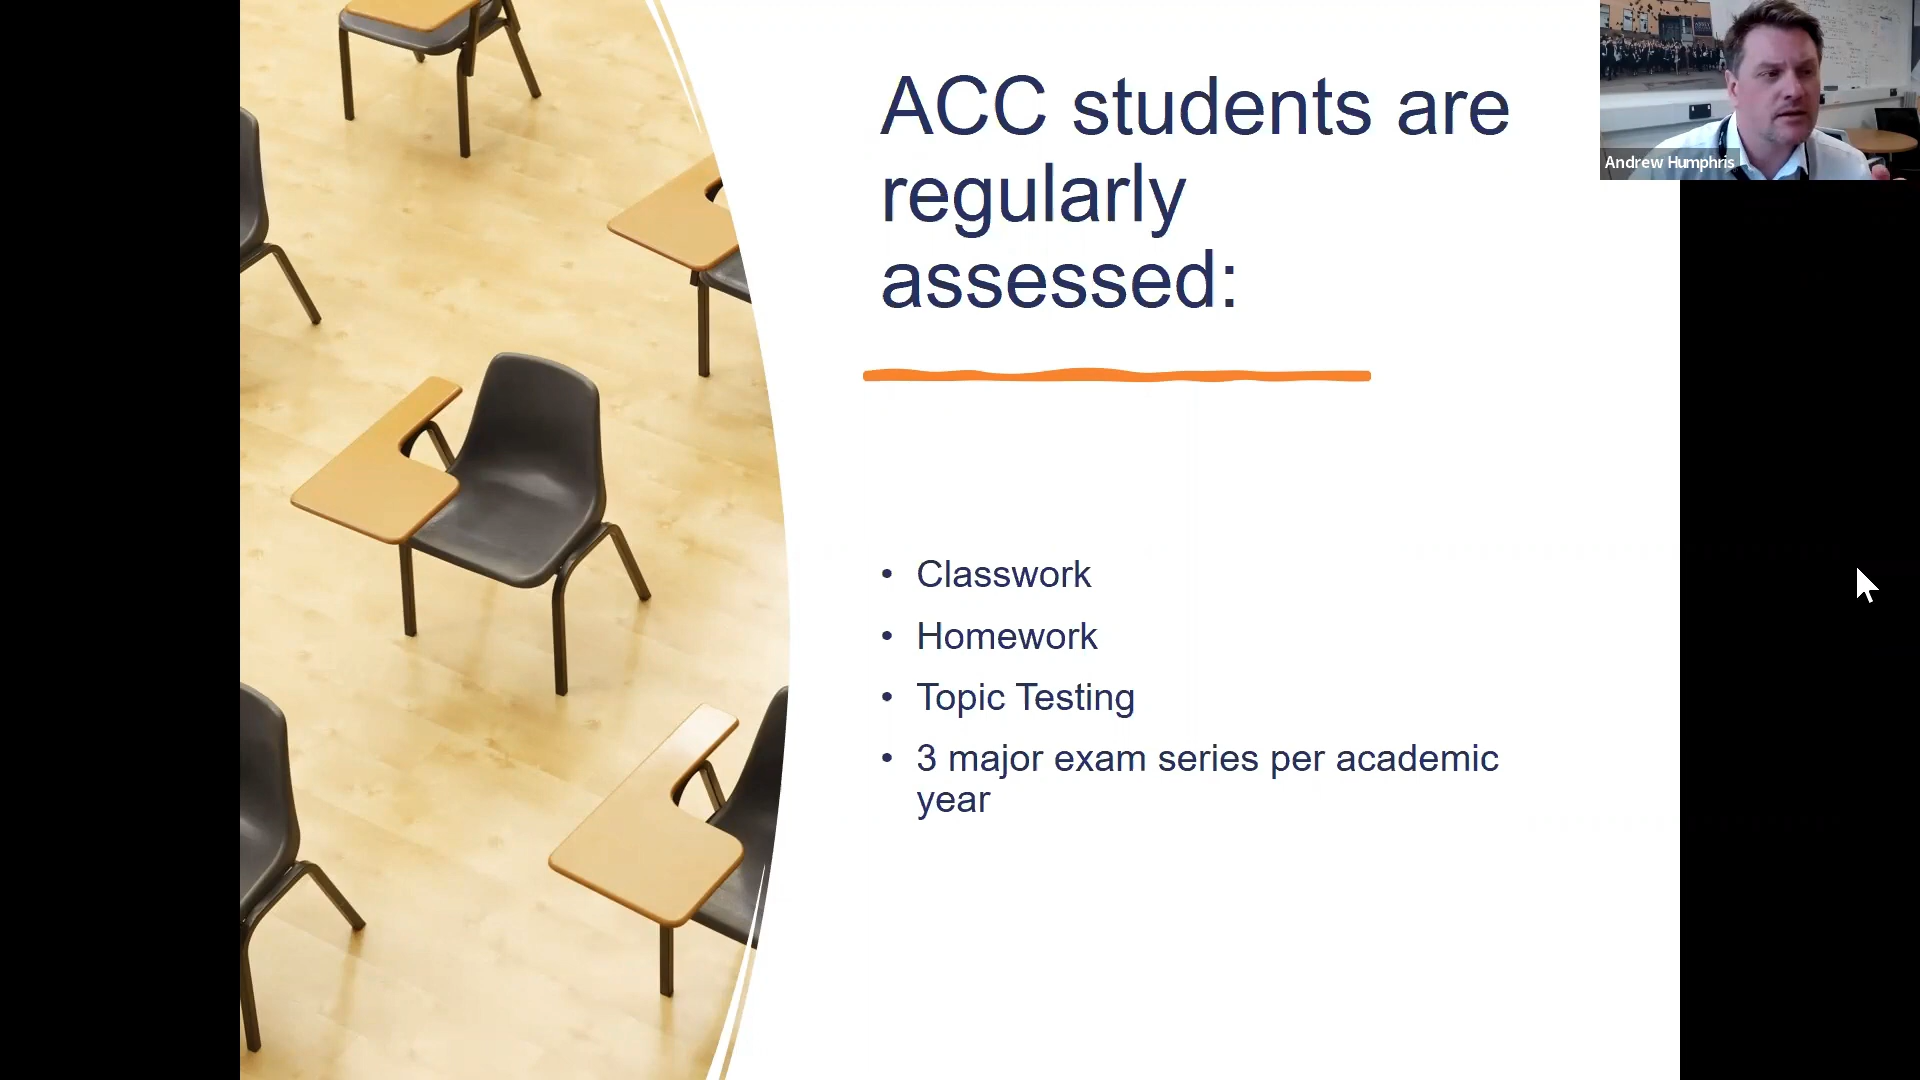 ACC students are
regularly
assessed:
Andrew Humphris
• Classwork
• Homework
• Topic Testing
• 3 major exam series per academic
year